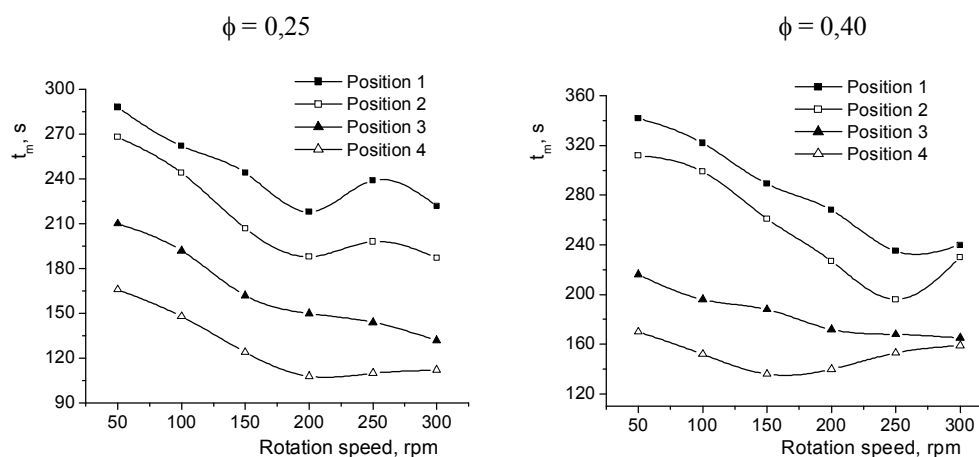 ϕ = 0,25
Position 1
Position 2
Position 3
Position 4
300
270
240
210
180
150
120
90
t_m, s
50 100 150 200 250 300
Rotation speed, rpm
ϕ = 0,40
Position 1
Position 2
Position 3
Position 4
360
320
280
240
200
160
120
t_m, s
50 100 150 200 250 300
Rotation speed, rpm